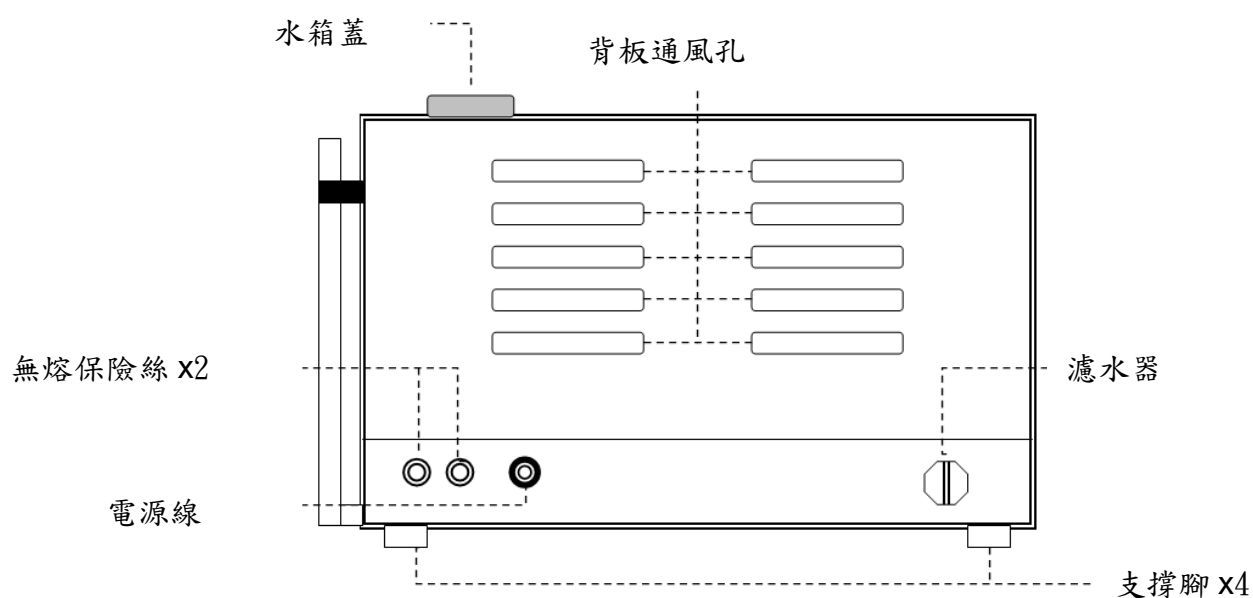 水箱蓋
背板通風孔
無熔保險絲 x2
濾水器
電源線
支撐腳 x4